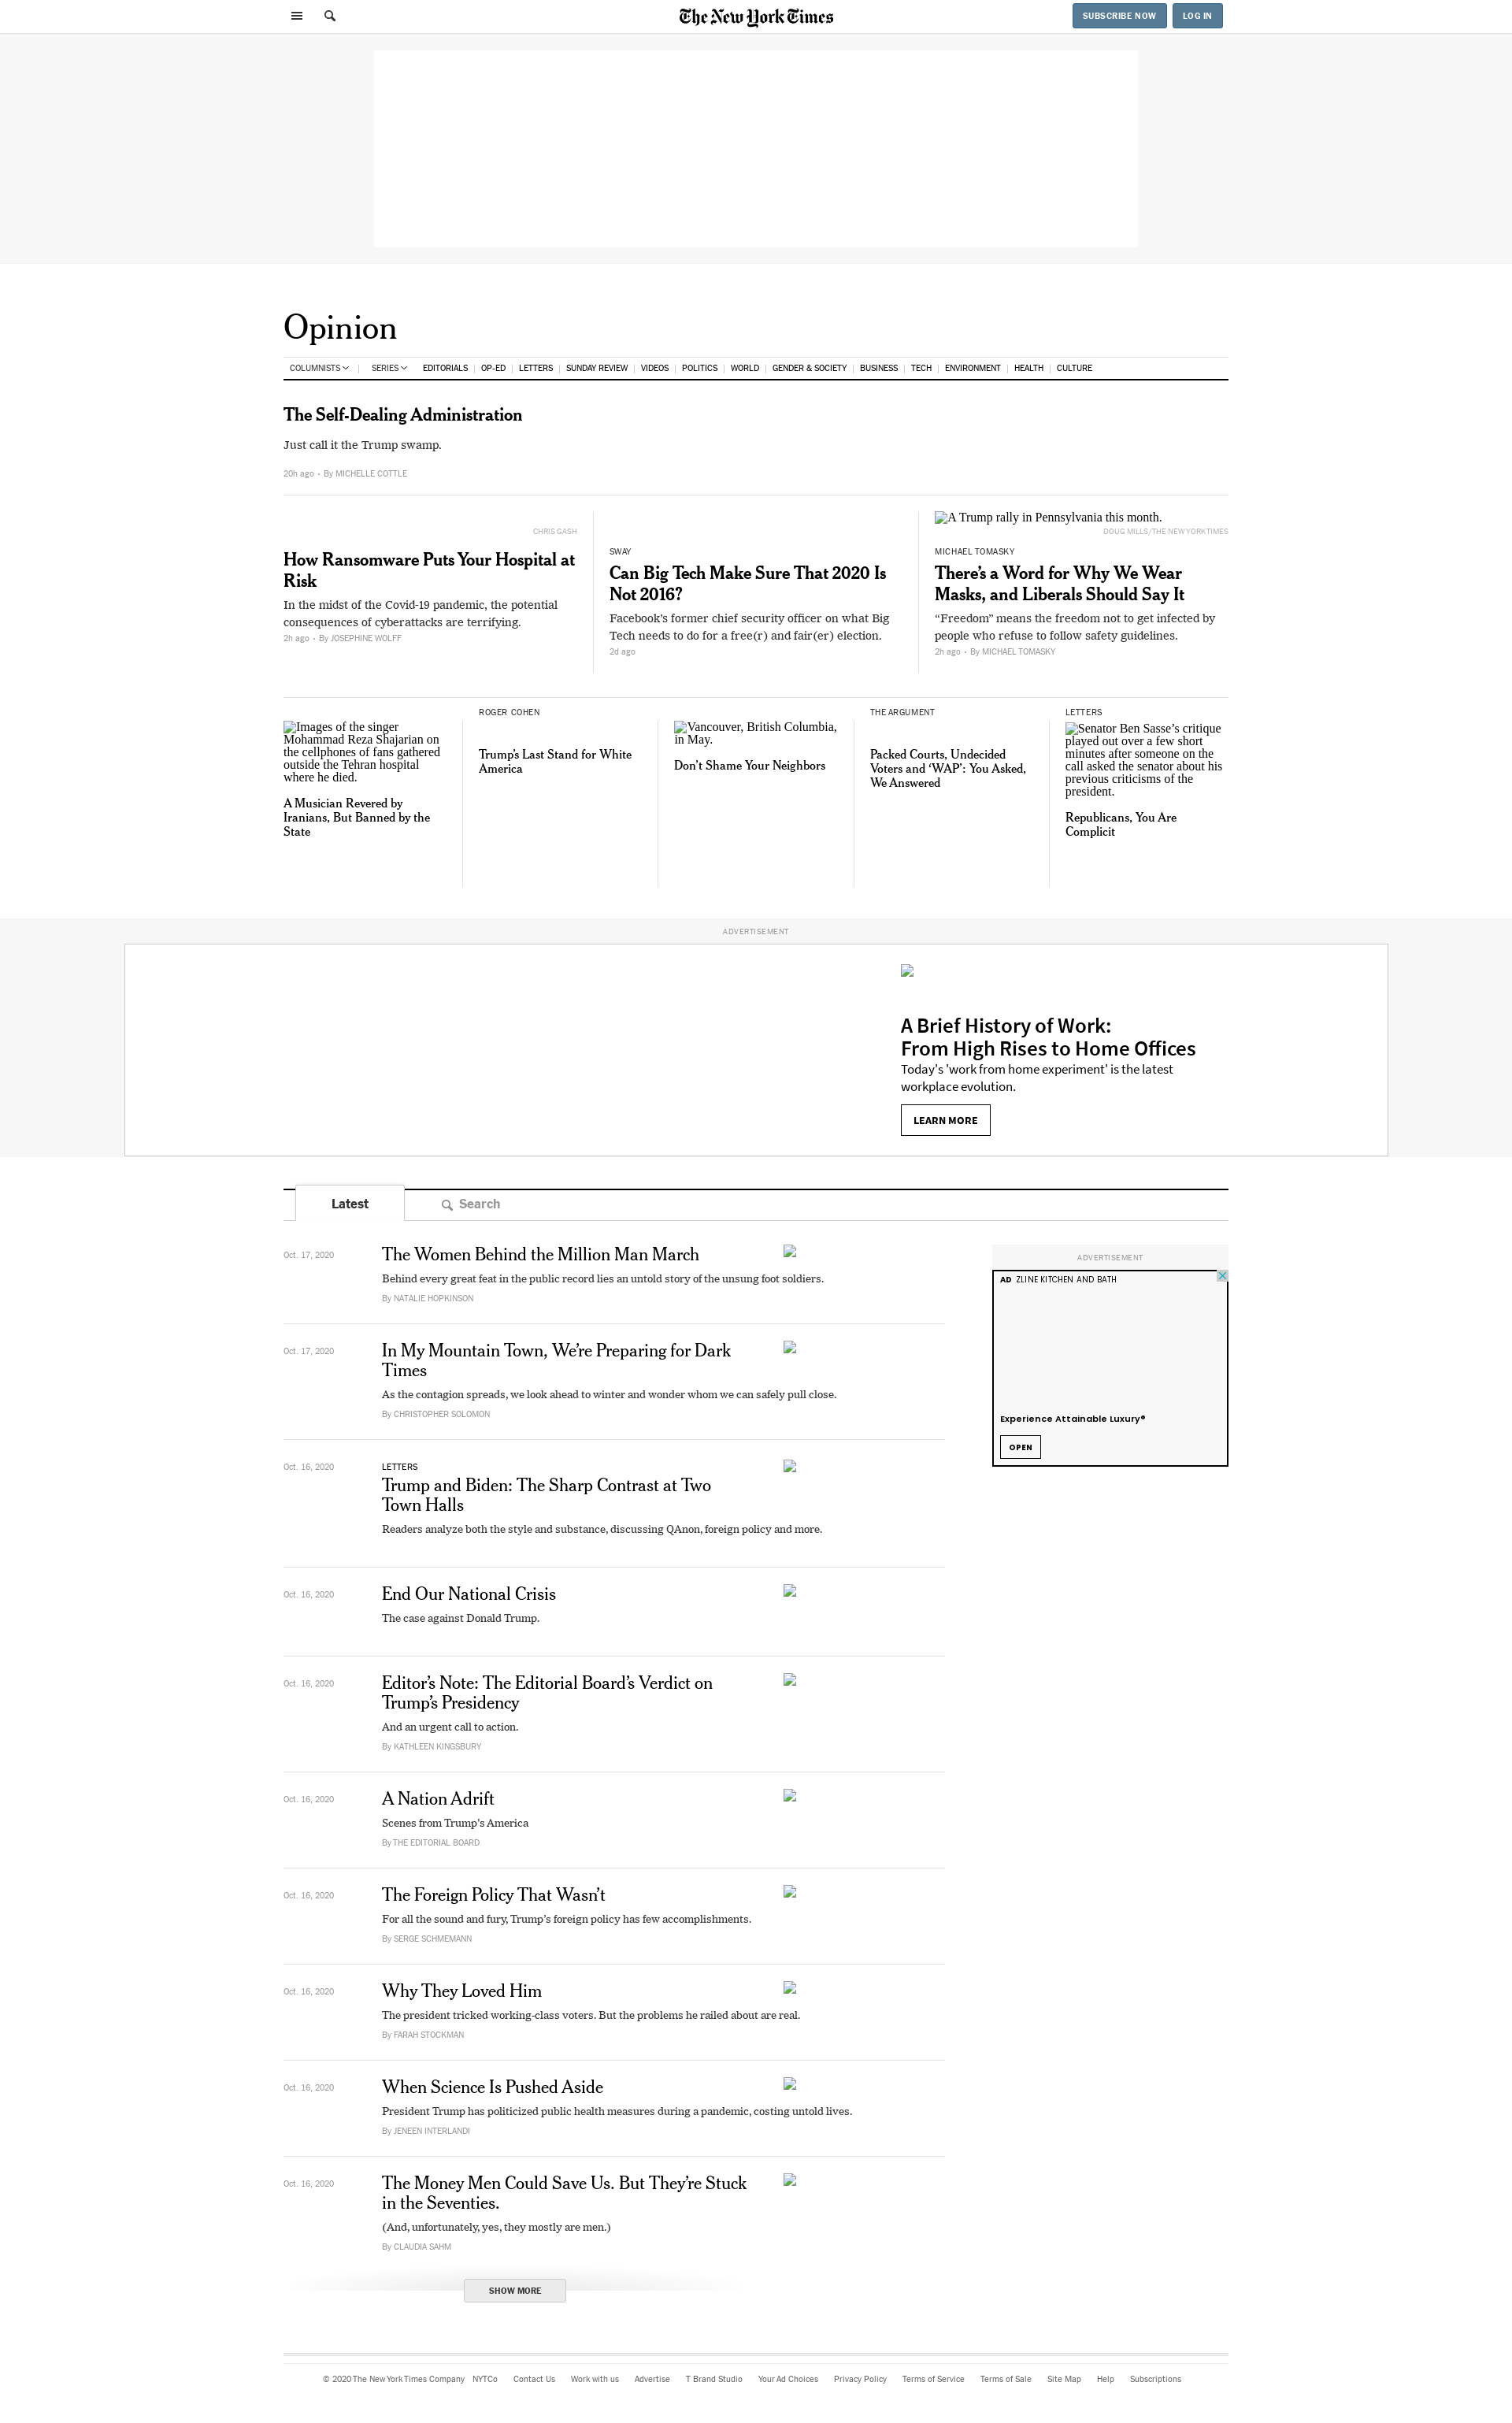 The New York Times
SUBSCRIBE NOW
LOG IN
Opinion
COLUMNISTS
SERIES
EDITORIALS
OP-ED
LETTERS
SUNDAY REVIEW
VIDEOS
POLITICS
WORLD
GENDER & SOCIETY
BUSINESS
TECH
ENVIRONMENT
HEALTH
CULTURE
The Self-Dealing Administration
Just call it the Trump swamp.
20h ago • By MICHELLE COTTLE
CHRIS GASH
How Ransomware Puts Your Hospital at
Risk
In the midst of the Covid-19 pandemic, the potential
consequences of cyberattacks are terrifying.
2h ago • By JOSEPHINE WOLFF
SWAY
Can Big Tech Make Sure That 2020 Is
Not 2016?
Facebook’s former chief security officer on what Big
Tech needs to do for a free(r) and fair(er) election.
2d ago
A Trump rally in Pennsylvania this month.
DOUG MILLS/THE NEW YORK TIMES
MICHAEL TOMASKY
There’s a Word for Why We Wear
Masks, and Liberals Should Say It
“Freedom” means the freedom not to get infected by
people who refuse to follow safety guidelines.
2h ago • By MICHAEL TOMASKY
Images of the singer
Mohammad Reza Shajarian on
the cellphones of fans gathered
outside the Tehran hospital
where he died.
A Musician Revered by
Iranians, But Banned by the
State
ROGER COHEN
Trump’s Last Stand for White
America
Vancouver, British Columbia,
in May.
Don’t Shame Your Neighbors
THE ARGUMENT
Packed Courts, Undecided
Voters and ‘WAP’: You Asked,
We Answered
LETTERS
Senator Ben Sasse’s critique
played out over a few short
minutes after someone on the
call asked the senator about his
previous criticisms of the
president.
Republicans, You Are
Complicit
ADVERTISEMENT
A Brief History of Work:
From High Rises to Home Offices
Today's 'work from home experiment' is the latest
workplace evolution.
LEARN MORE
Latest
Search
Oct. 17, 2020
The Women Behind the Million Man March
Behind every great feat in the public record lies an untold story of the unsung foot soldiers.
By NATALIE HOPKINSON
Oct. 17, 2020
In My Mountain Town, We’re Preparing for Dark
Times
As the contagion spreads, we look ahead to winter and wonder whom we can safely pull close.
By CHRISTOPHER SOLOMON
Oct. 16, 2020
LETTERS
Trump and Biden: The Sharp Contrast at Two
Town Halls
Readers analyze both the style and substance, discussing QAnon, foreign policy and more.
Oct. 16, 2020
End Our National Crisis
The case against Donald Trump.
Oct. 16, 2020
Editor’s Note: The Editorial Board’s Verdict on
Trump’s Presidency
And an urgent call to action.
By KATHLEEN KINGSBURY
Oct. 16, 2020
A Nation Adrift
Scenes from Trump’s America
By THE EDITORIAL BOARD
Oct. 16, 2020
The Foreign Policy That Wasn’t
For all the sound and fury, Trump’s foreign policy has few accomplishments.
By SERGE SCHMEMANN
Oct. 16, 2020
Why They Loved Him
The president tricked working-class voters. But the problems he railed about are real.
By FARAH STOCKMAN
Oct. 16, 2020
When Science Is Pushed Aside
President Trump has politicized public health measures during a pandemic, costing untold lives.
By JENEEN INTERLANDI
Oct. 16, 2020
The Money Men Could Save Us. But They’re Stuck
in the Seventies.
(And, unfortunately, yes, they mostly are men.)
By CLAUDIA SAHM
SHOW MORE
ADVERTISEMENT
AD ZLINE KITCHEN AND BATH
Experience Attainable Luxury®
OPEN
© 2020 The New York Times Company
NYTCo
Contact Us
Work with us
Advertise
T Brand Studio
Your Ad Choices
Privacy Policy
Terms of Service
Terms of Sale
Site Map
Help
Subscriptions